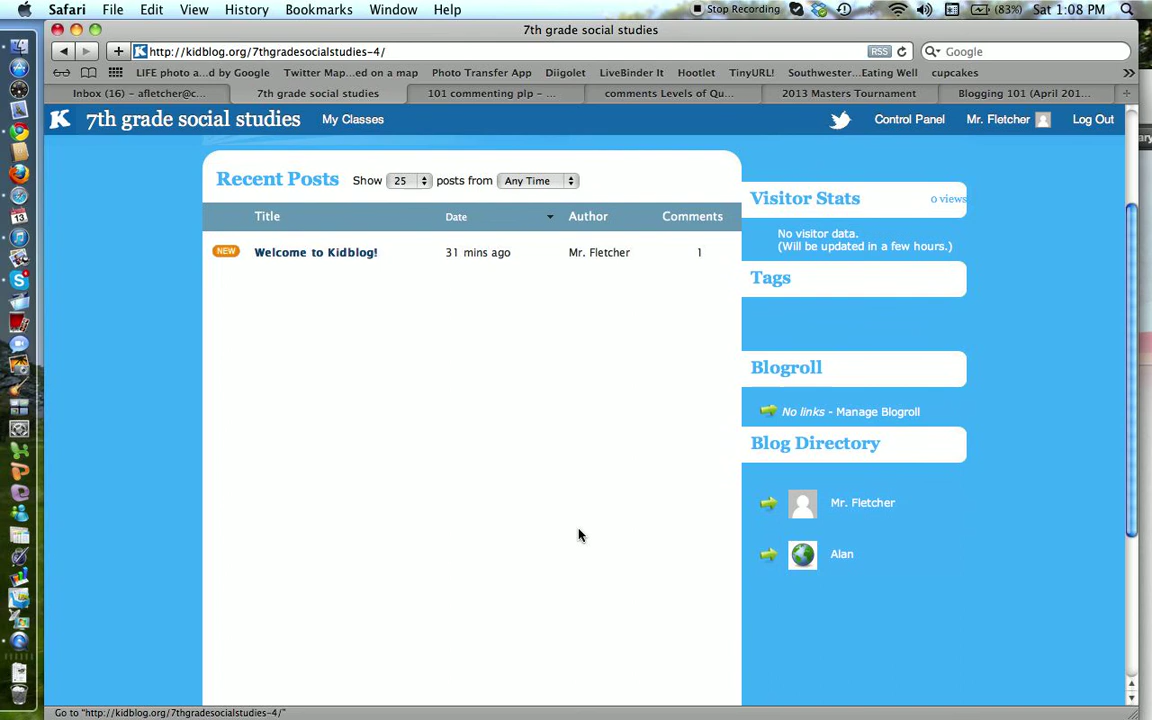 Safari File Edit View History Bookmarks Window Help Stop Recording (83%) Sat 1:08 PM
7th grade social studies
http://kidblog.org/7thgradesocialstudies-4/ RSS Google
LIFE photo a...d by Google Twitter Map...ed on a map Photo Transfer App Diigolet LiveBinder It Hootlet TinyURL! Southwester...Eating Well cupcakes
Inbox (16) – afletcher@c... 7th grade social studies 101 commenting plp – ... comments Levels of Qu... 2013 Masters Tournament Blogging 101 (April 201...
K 7th grade social studies My Classes Control Panel Mr. Fletcher Log Out
Recent Posts Show 25 posts from Any Time
Title Date Author Comments
NEW Welcome to Kidblog! 31 mins ago Mr. Fletcher 1
Visitor Stats 0 views
No visitor data.
(Will be updated in a few hours.)
Tags
Blogroll
No links - Manage Blogroll
Blog Directory
Mr. Fletcher
Alan
Go to "http://kidblog.org/7thgradesocialstudies-4/"